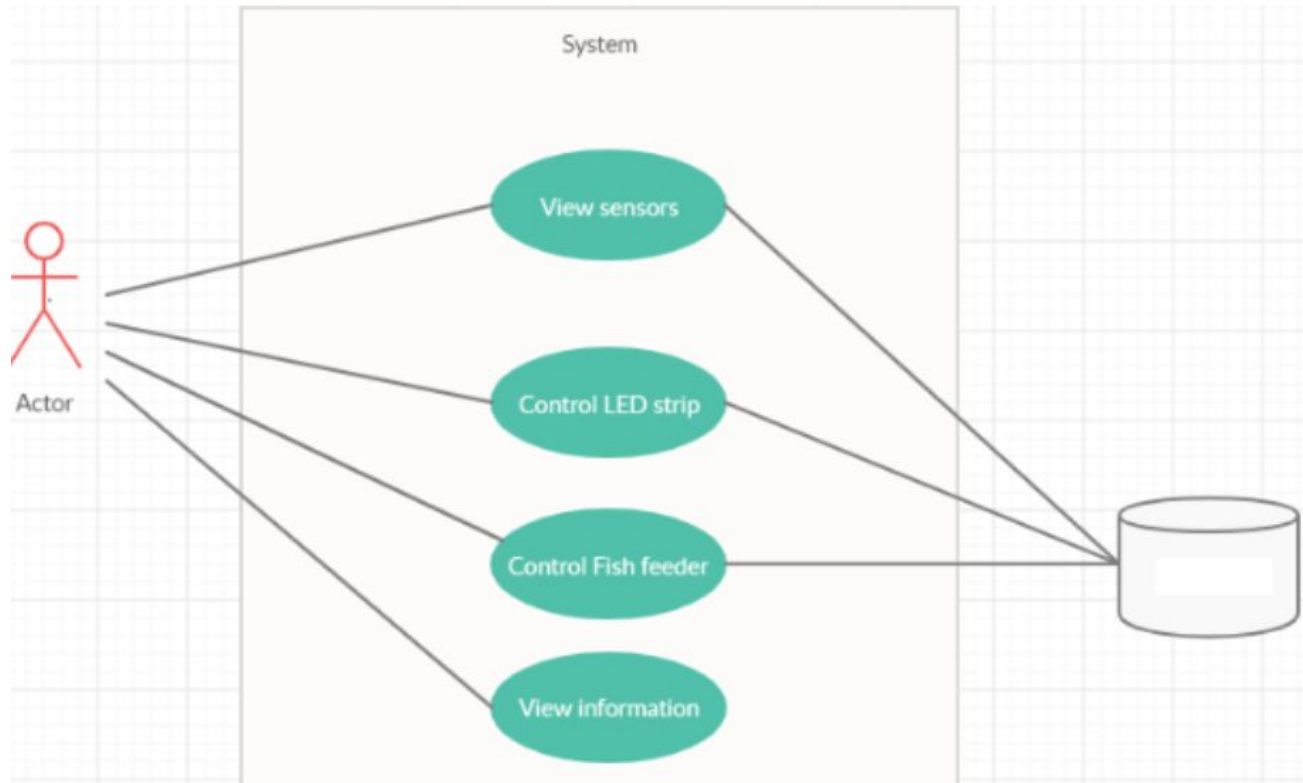 System
View sensors
Control LED strip
Actor
Control Fish feeder
View information